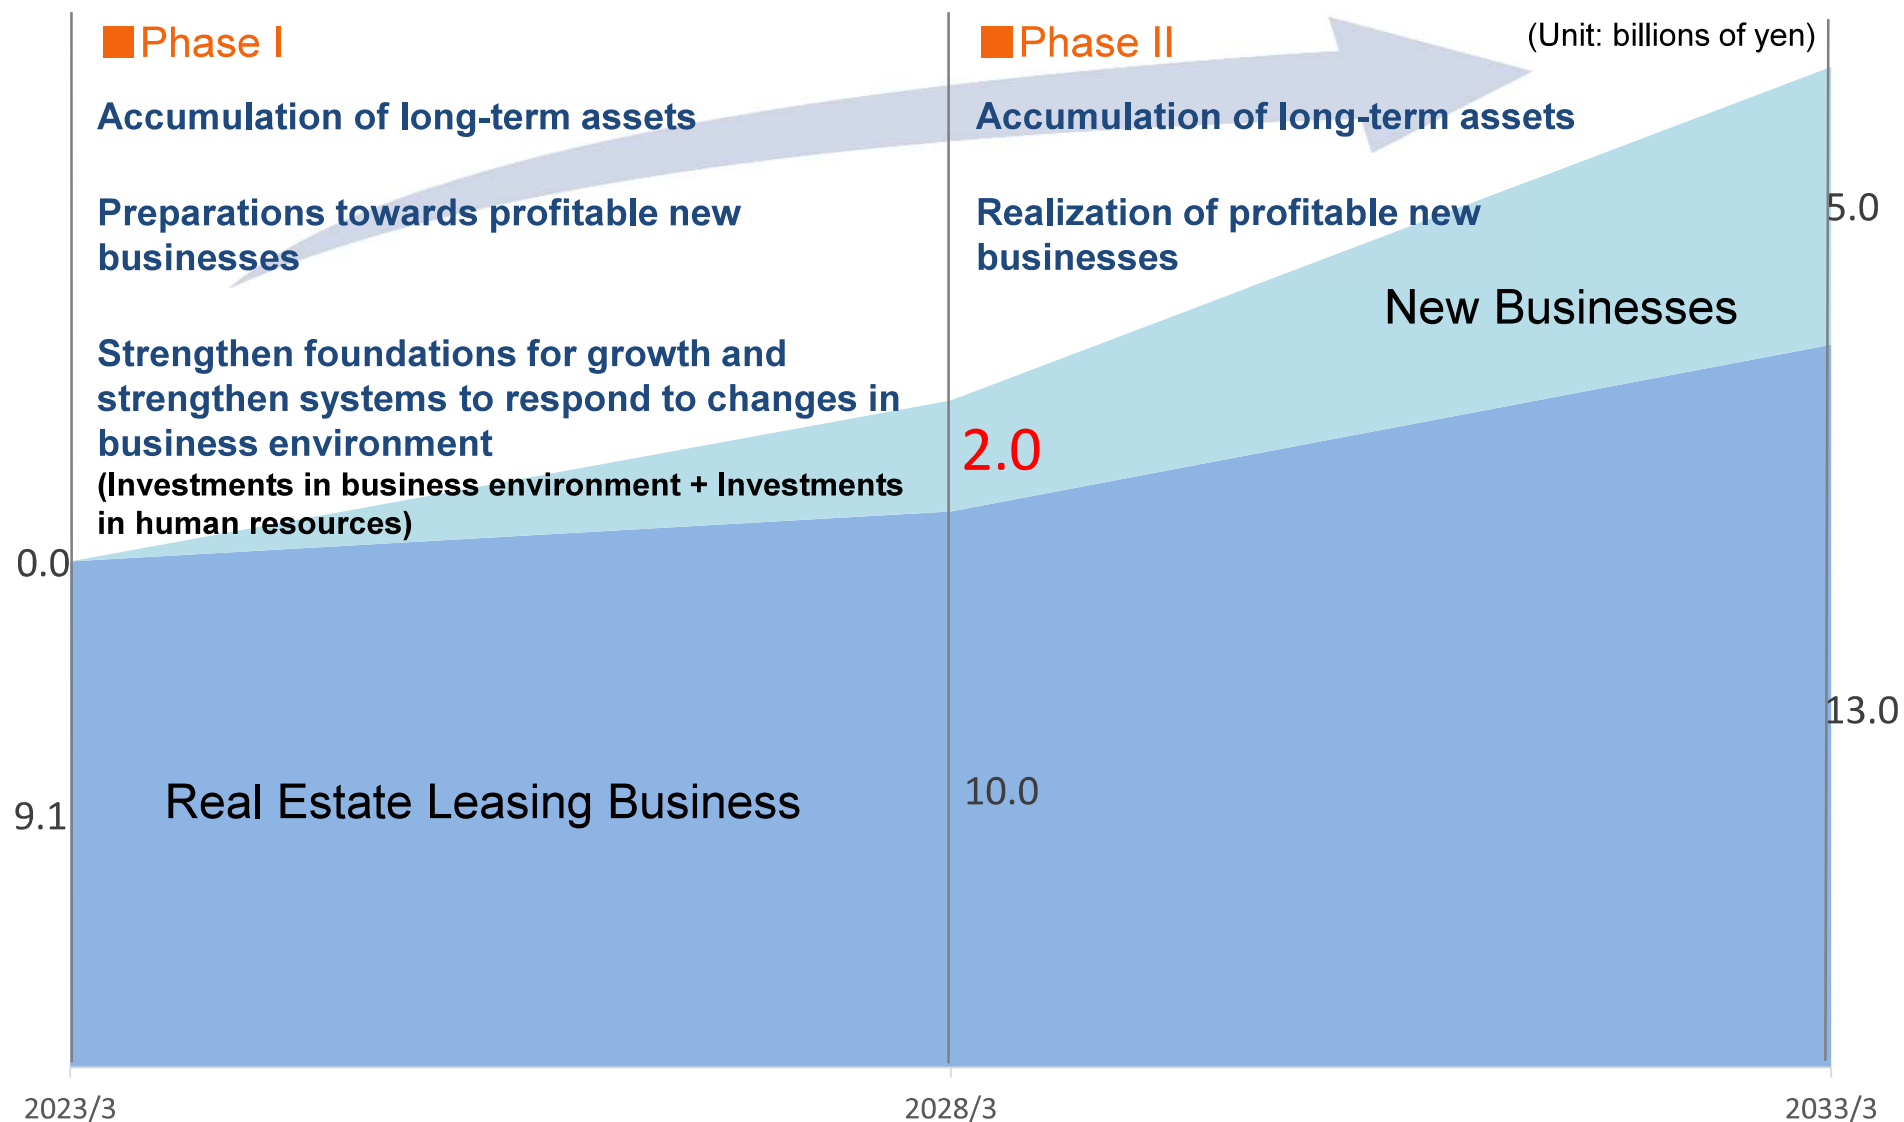 Phase I
Accumulation of long-term assets
Preparations towards profitable new
businesses
Strengthen foundations for growth and
strengthen systems to respond to changes in
business environment
(Investments in business environment + Investments
in human resources)
Phase II
(Unit: billions of yen)
Accumulation of long-term assets
Realization of profitable new
businesses
5.0
New Businesses
2.0
0.0
13.0
9.1
Real Estate Leasing Business
10.0
2023/3
2028/3
2033/3